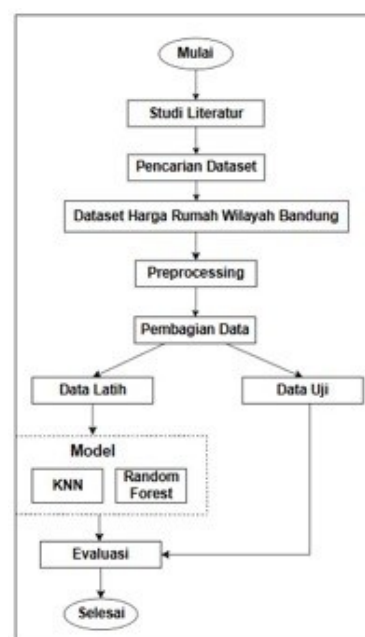 Mulai
Studi Literatur
Pencarian Dataset
Dataset Harga Rumah Wilayah Bandung
Preprocessing
Pembagian Data
Data Latih
Data Uji
Model
KNN
Random
Forest
Evaluasi
Selesai